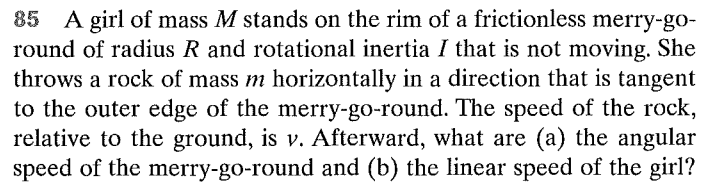 85 A girl of mass M stands on the rim of a frictionless merry-go-
round of radius R and rotational inertia I that is not moving. She
throws a rock of mass m horizontally in a direction that is tangent
to the outer edge of the merry-go-round. The speed of the rock,
relative to the ground, is v. Afterward, what are (a) the angular
speed of the merry-go-round and (b) the linear speed of the girl?